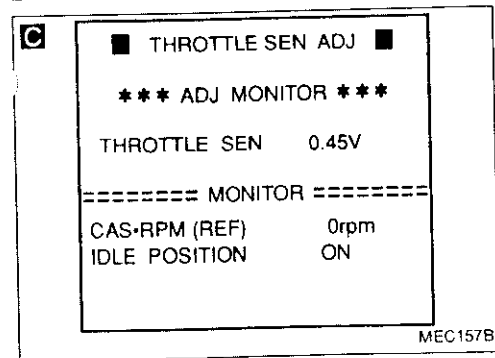 C
■ THROTTLE SEN ADJ ■
*** ADJ MONITOR ***
THROTTLE SEN 0.45V
======== MONITOR ========
CAS•RPM (REF) 0rpm
IDLE POSITION ON
MEC157B